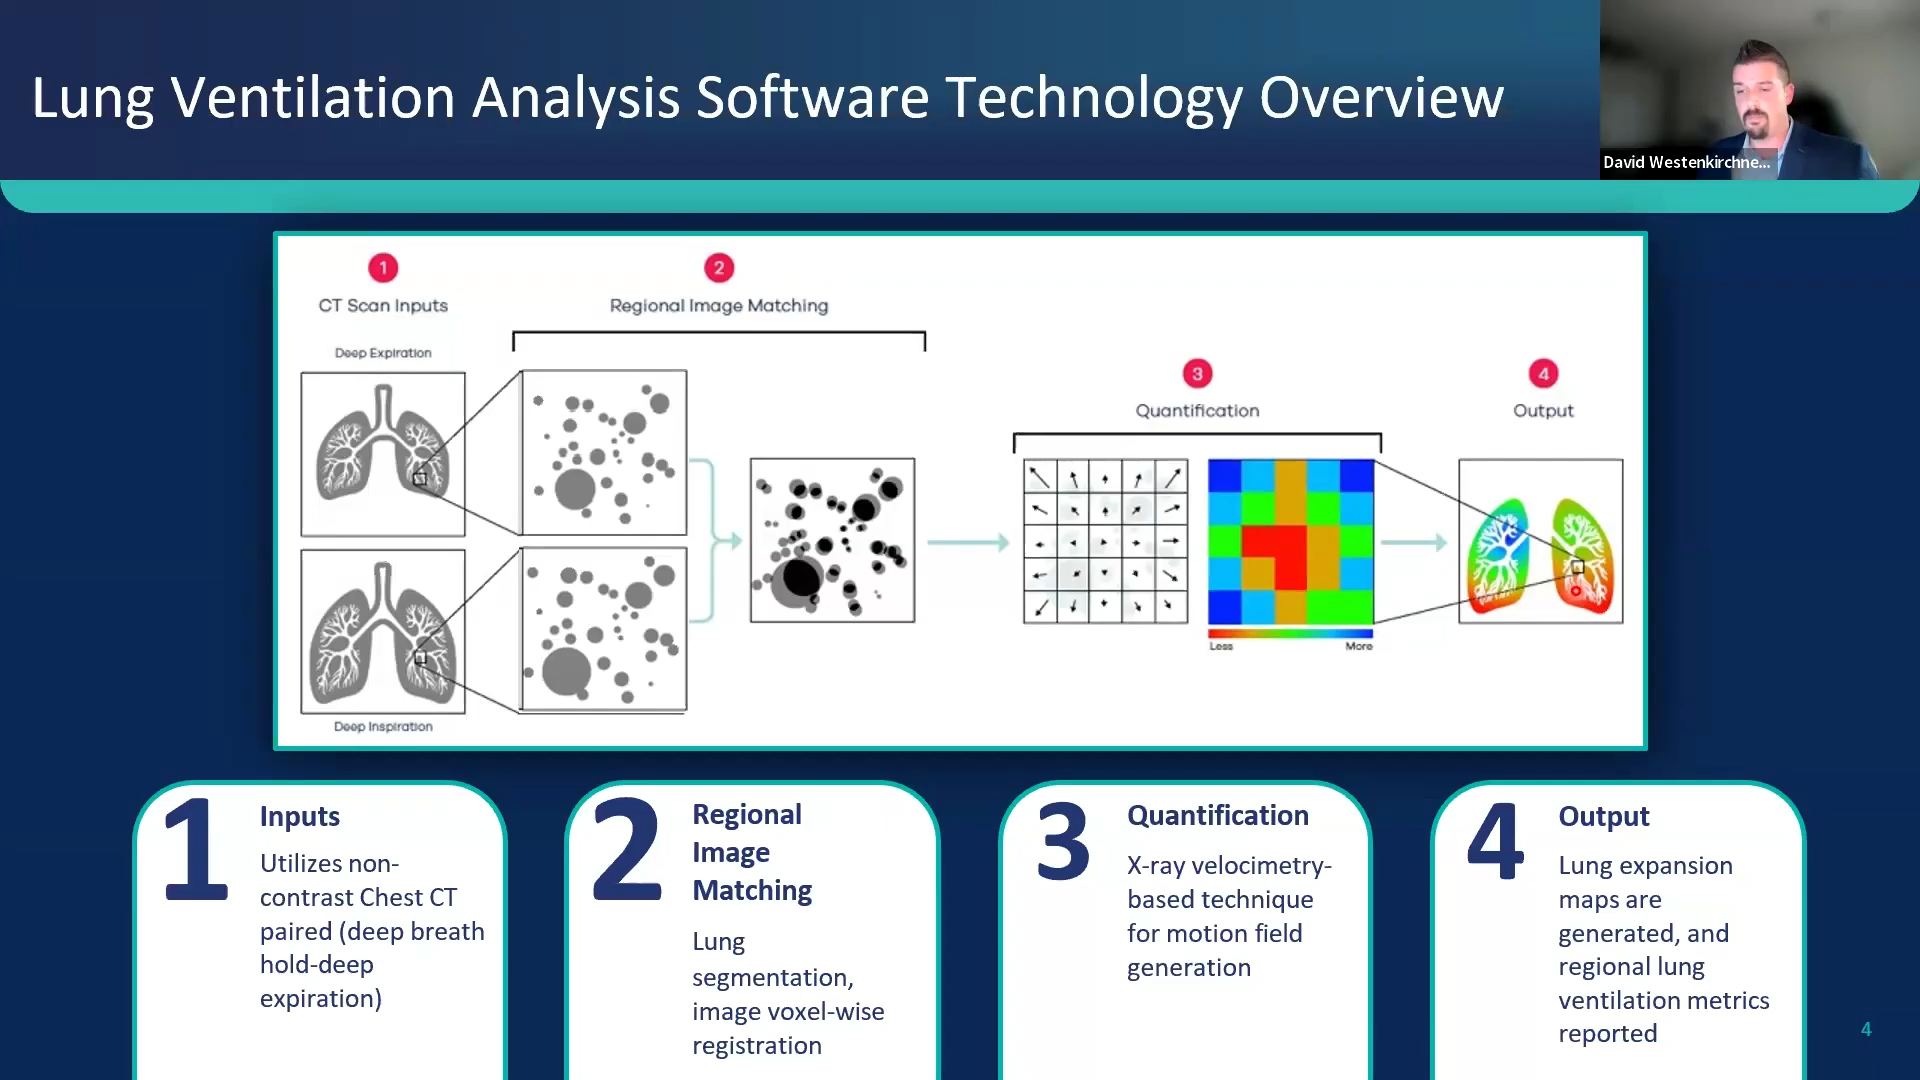 Lung Ventilation Analysis Software Technology Overview
David Westenkirchne...
1
CT Scan Inputs
Deep Expiration
Deep Inspiration
2
Regional Image Matching
3
Quantification
Less
More
4
Output
1
Inputs
Utilizes non-
contrast Chest CT
paired (deep breath
hold-deep
expiration)
2
Regional
Image
Matching
Lung
segmentation,
image voxel-wise
registration
3
Quantification
X-ray velocimetry-
based technique
for motion field
generation
4
Output
Lung expansion
maps are
generated, and
regional lung
ventilation metrics
reported
4